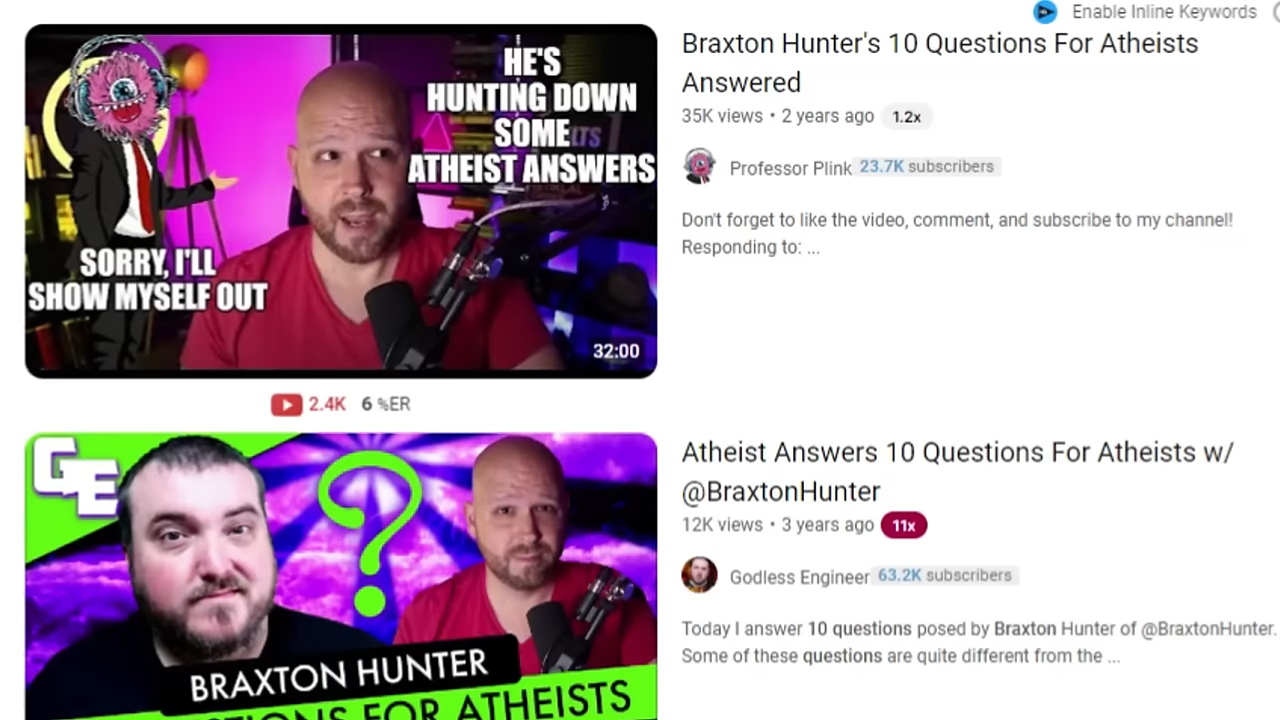 Enable Inline Keywords
HE'S
HUNTING DOWN
SOME
ATHEIST ANSWERS
SORRY, I'LL
SHOW MYSELF OUT
32:00
Braxton Hunter's 10 Questions For Atheists
Answered
35K views • 2 years ago 1.2x
Professor Plink 23.7K subscribers
Don't forget to like the video, comment, and subscribe to my channel!
Responding to: ...
2.4K 6 %ER
GE
BRAXTON HUNTER
FOR ATHEISTS
Atheist Answers 10 Questions For Atheists w/
@BraxtonHunter
12K views • 3 years ago 11x
Godless Engineer 63.2K subscribers
Today I answer 10 questions posed by Braxton Hunter of @BraxtonHunter.
Some of these questions are quite different from the ...